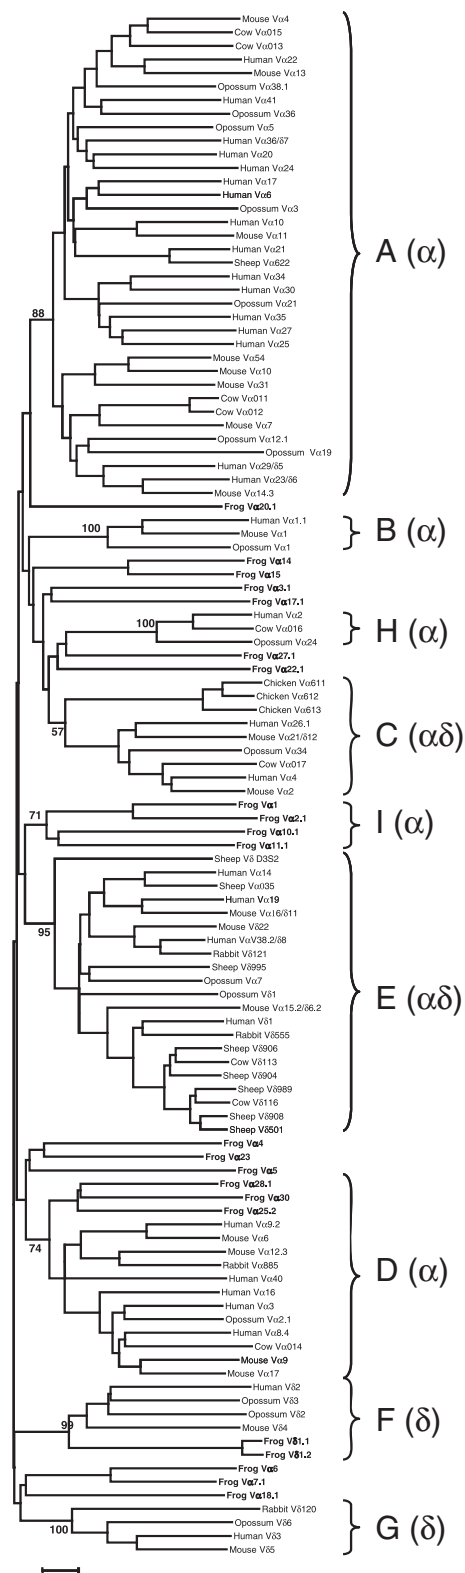 Mouse Vα4
Cow Vα015
Cow Vα013
Human Vα22
Mouse Vα13
Opossum Vα38.1
Human Vα41
Opossum Vα36
Opossum Vα5
Human Vα36/δ7
Human Vα20
Human Vα24
Human Vα17
Human Vα6
Opossum Vα3
Human Vα10
Mouse Vα11
Human Vα21
A (α)
Sheep Vα622
Human Vα34
Human Vα30
Opossum Vα21
88
Human Vα35
Human Vα27
Human Vα25
Mouse Vα54
Mouse Vα10
Mouse Vα31
Cow Vα011
Cow Vα012
Mouse Vα7
Opossum Vα12.1
Opossum Vα19
Human Vα29/δ5
Human Vα23/δ6
Mouse Vα14.3
Frog Vα20.1
Human Vα1.1
100
Mouse Vα1
B (α)
Opossum Vα1
Frog Vα14
Frog Vα15
Frog Vα3.1
Frog Vα17.1
Human Vα2
100
Cow Vα016
H (α)
Opossum Vα24
Frog Vα27.1
Frog Vα22.1
Chicken Vα611
Chicken Vα612
Chicken Vα613
Human Vα26.1
57
Mouse Vα21/δ12
C (αδ)
Opossum Vα34
Cow Vα017
Human Vα4
Mouse Vα2
Frog Vα1
71
Frog Vα2.1
I (α)
Frog Vα10.1
Frog Vα11.1
Sheep Vδ D3S2
Human Vα14
Sheep Vα035
Human Vα19
Mouse Vα16/δ11
Mouse Vδ22
95
Human VαV38.2/δ8
Rabbit Vδ121
Sheep Vδ995
Opossum Vα7
Opossum Vδ1
E (αδ)
Mouse Vα15.2/δ6.2
Human Vδ1
Rabbit Vδ555
Sheep Vδ906
Cow Vδ113
Sheep Vδ904
Sheep Vδ989
Cow Vδ116
Sheep Vδ908
Sheep Vδ501
Frog Vα4
Frog Vα23
Frog Vα5
Frog Vα28.1
Frog Vα30
Frog Vα25.2
Human Vα9.2
Mouse Vα6
74
Mouse Vα12.3
Rabbit Vα885
D (α)
Human Vα40
Human Vα16
Human Vα3
Opossum Vα2.1
Human Vα8.4
Cow Vα014
Mouse Vα9
Mouse Vα17
Human Vδ2
Opossum Vδ3
Opossum Vδ2
F (δ)
99
Mouse Vδ4
Frog Vδ1.1
Frog Vδ1.2
Frog Vα6
Frog Vα7.1
Frog Vα18.1
Rabbit Vδ120
Opossum Vδ6
G (δ)
100
Human Vδ3
Mouse Vδ5